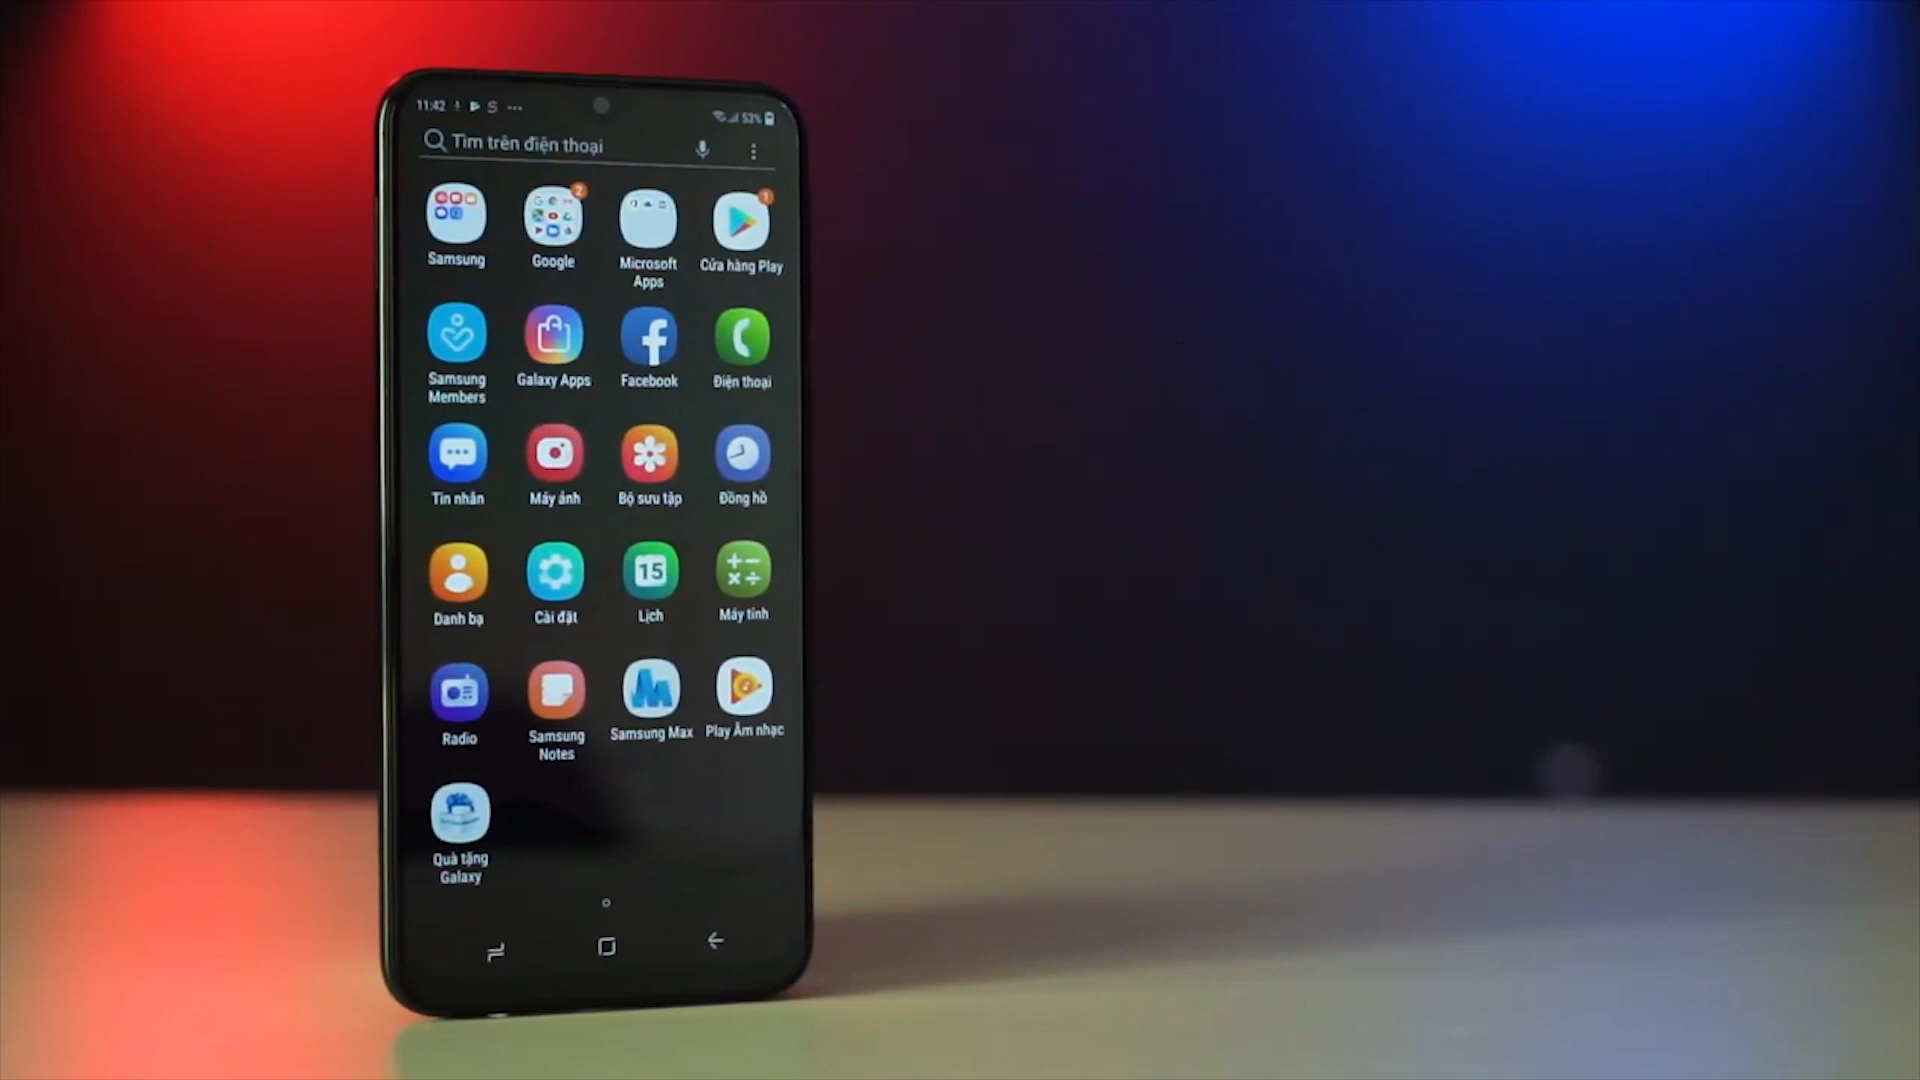 11:42
53%
Tìm trên điện thoại
2
1
Samsung
Google
Microsoft
Apps
Cửa hàng Play
Samsung
Members
Galaxy Apps
Facebook
Điện thoại
Tin nhắn
Máy ảnh
Bộ sưu tập
Đồng hồ
15
Danh bạ
Cài đặt
Lịch
Máy tính
Radio
Samsung
Notes
Samsung Max
Play Âm nhạc
Quà tặng
Galaxy